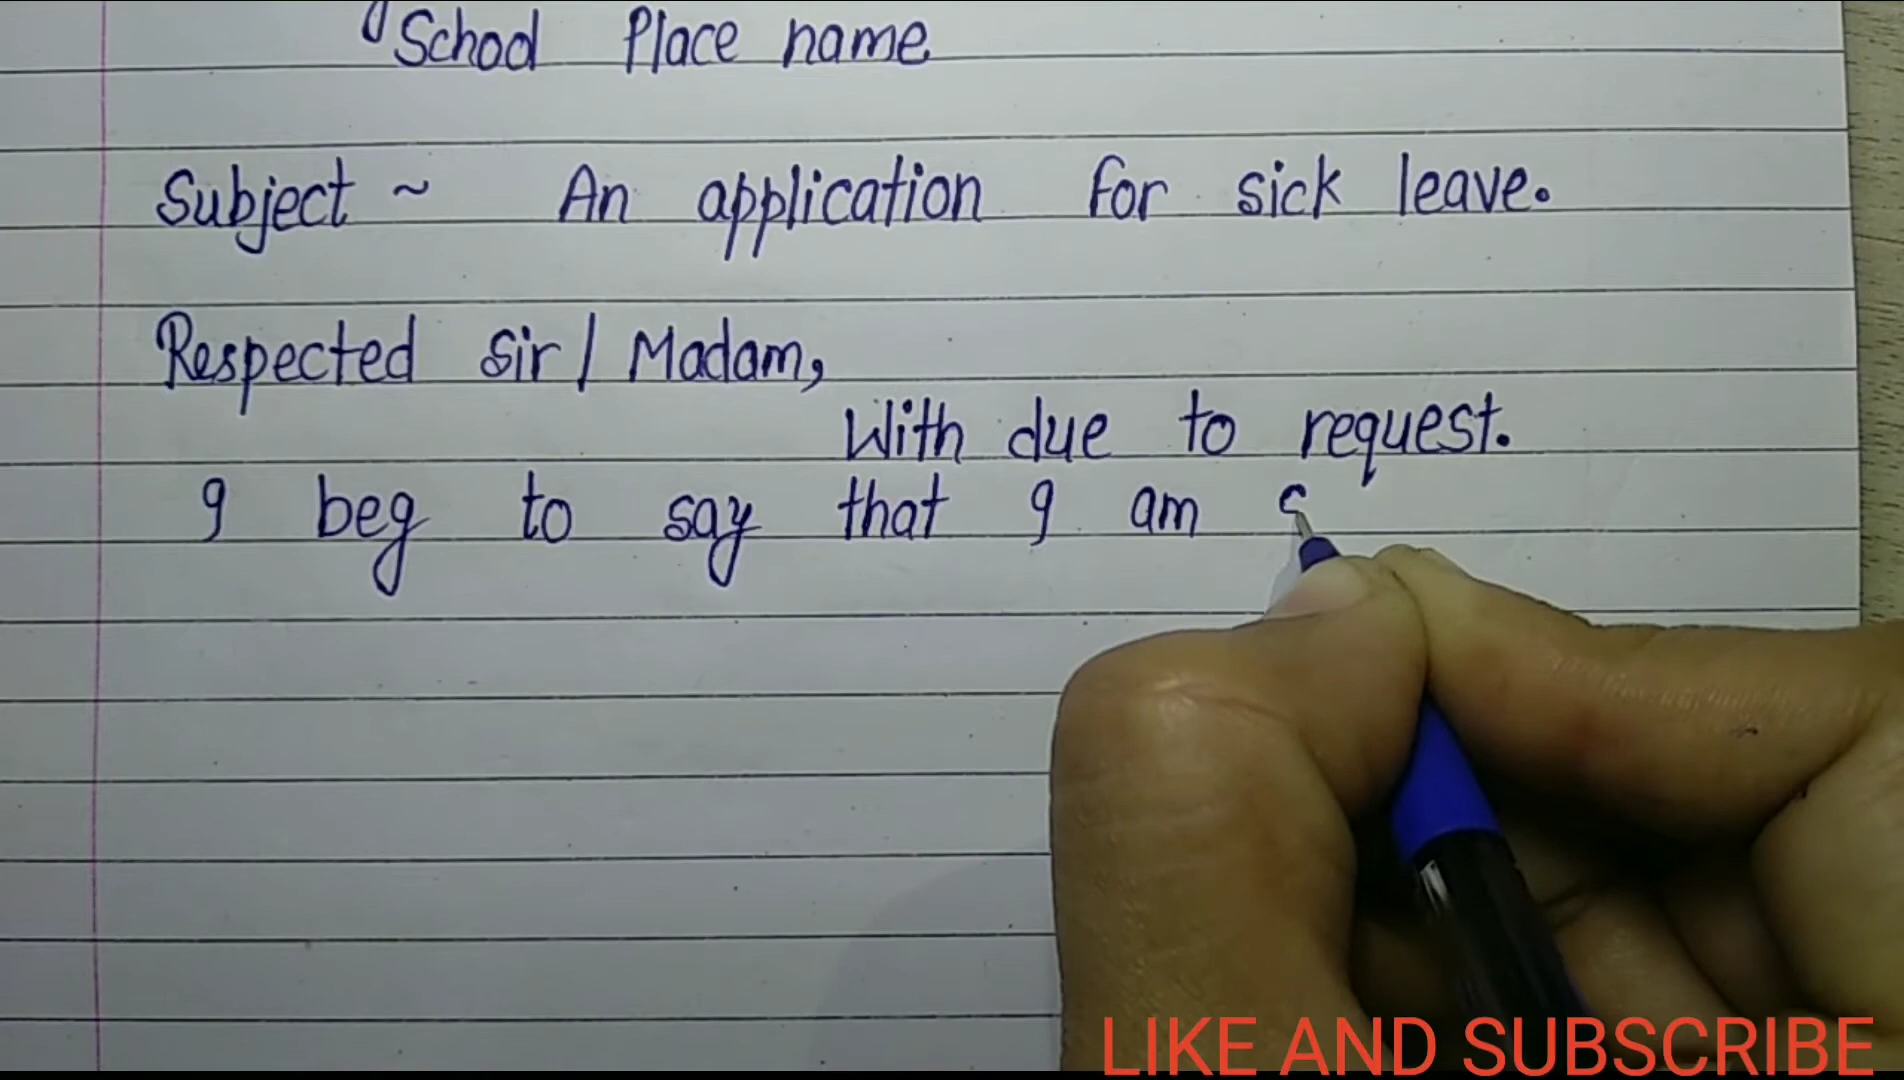 School Place name
Subject ~ An application for sick leave.
Respected Sir / Madam,
With due to request.
I beg to say that I am s
LIKE AND SUBSCRIBE